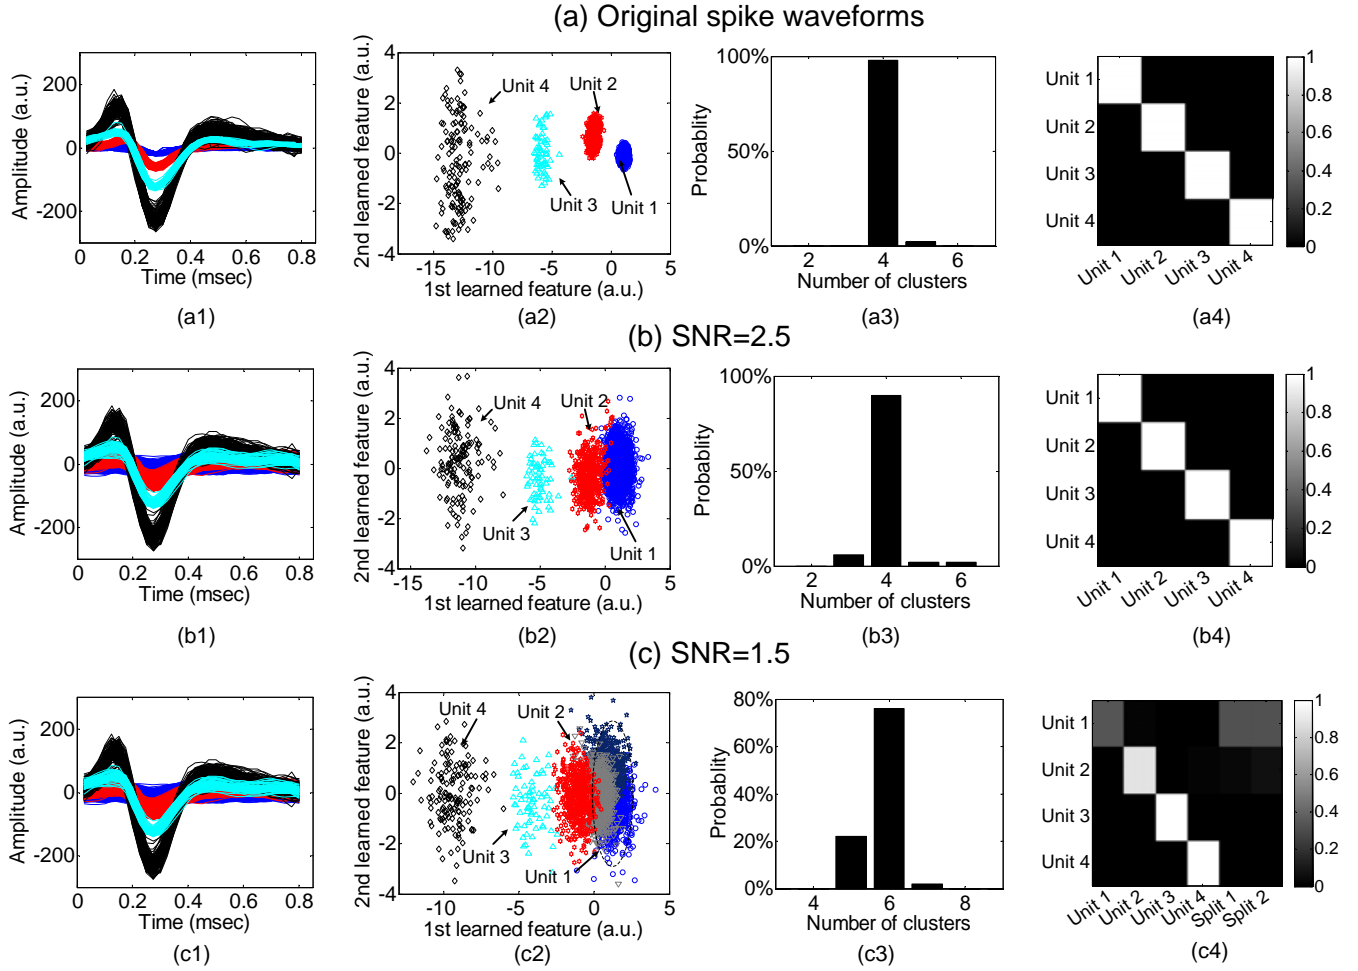 (a) Original spike waveforms
200
0
-200
Amplitude (a.u.)
0 0.2 0.4 0.6 0.8
Time (msec)
(a1)
4
2
0
-2
-4
2nd learned feature (a.u.)
Unit 4
Unit 2
Unit 3
Unit 1
-15 -10 -5 0 5
1st learned feature (a.u.)
(a2)
100%
50%
0%
Probablity
2 4 6
Number of clusters
(a3)
Unit 1
Unit 2
Unit 3
Unit 4
Unit 1 Unit 2 Unit 3 Unit 4
1
0.8
0.6
0.4
0.2
0
(a4)
(b) SNR=2.5
200
0
-200
Amplitude (a.u.)
0 0.2 0.4 0.6 0.8
Time (msec)
(b1)
4
2
0
-2
-4
2nd learned feature (a.u.)
Unit 4
Unit 2
Unit 3
Unit 1
-15 -10 -5 0 5
1st learned feature (a.u.)
(b2)
100%
50%
0%
Probablity
2 4 6
Number of clusters
(b3)
Unit 1
Unit 2
Unit 3
Unit 4
Unit 1 Unit 2 Unit 3 Unit 4
1
0.8
0.6
0.4
0.2
0
(b4)
(c) SNR=1.5
200
0
-200
Amplitude (a.u.)
0 0.2 0.4 0.6 0.8
Time (msec)
(c1)
4
2
0
-2
-4
2nd learned feature (a.u.)
Unit 4
Unit 2
Unit 3
Unit 1
-10 -5 0 5
1st learned feature (a.u.)
(c2)
80%
60%
40%
20%
0%
Probablity
4 6 8
Number of clusters
(c3)
Unit 1
Unit 2
Unit 3
Unit 4
Unit 1 Unit 2 Unit 3 Unit 4 Split 1 Split 2
1
0.8
0.6
0.4
0.2
0
(c4)